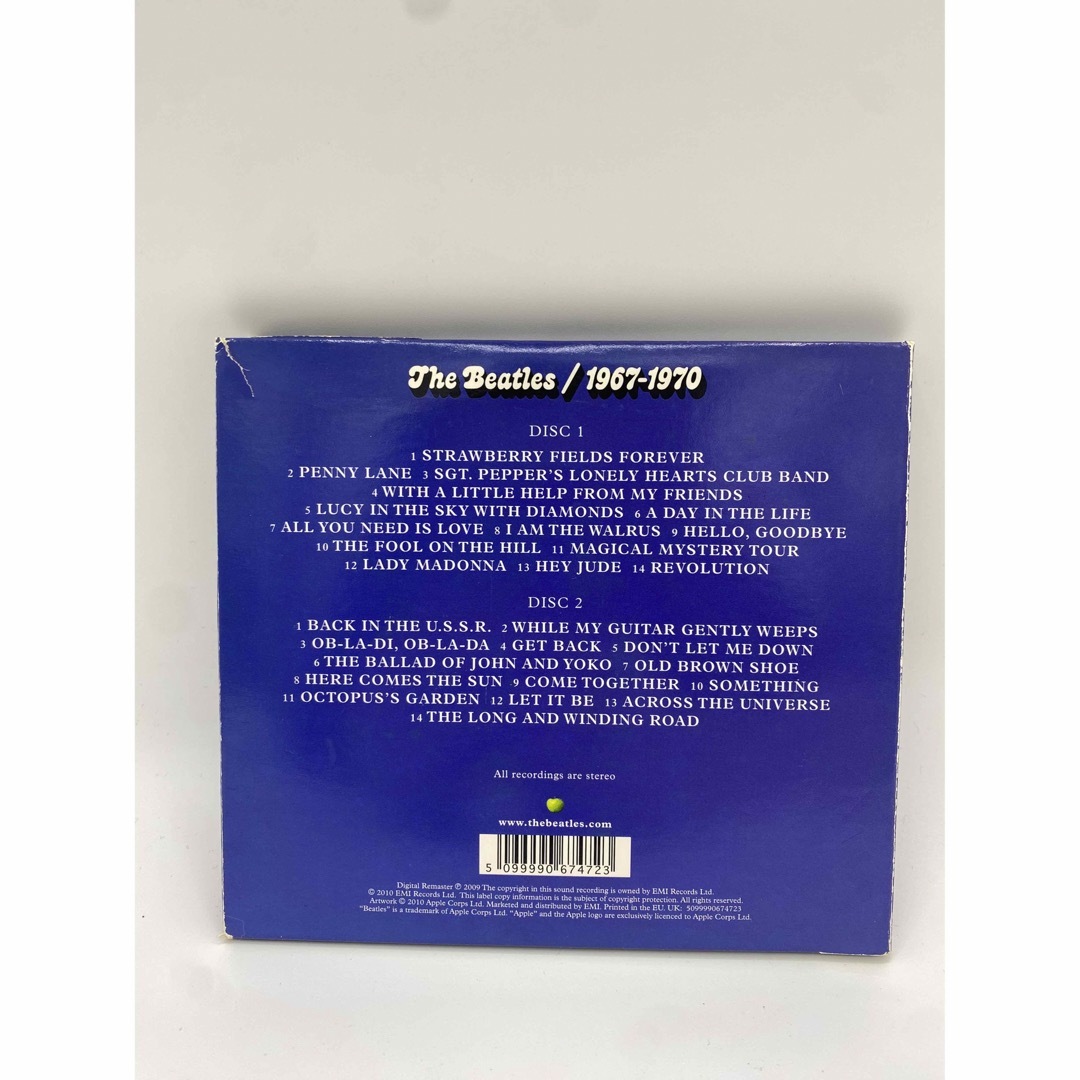 The Beatles / 1967-1970
DISC 1
1 STRAWBERRY FIELDS FOREVER
2 PENNY LANE 3 SGT. PEPPER'S LONELY HEARTS CLUB BAND
4 WITH A LITTLE HELP FROM MY FRIENDS
5 LUCY IN THE SKY WITH DIAMONDS 6 A DAY IN THE LIFE
7 ALL YOU NEED IS LOVE 8 I AM THE WALRUS 9 HELLO, GOODBYE
10 THE FOOL ON THE HILL 11 MAGICAL MYSTERY TOUR
12 LADY MADONNA 13 HEY JUDE 14 REVOLUTION
DISC 2
1 BACK IN THE U.S.S.R. 2 WHILE MY GUITAR GENTLY WEEPS
3 OB-LA-DI, OB-LA-DA 4 GET BACK 5 DON'T LET ME DOWN
6 THE BALLAD OF JOHN AND YOKO 7 OLD BROWN SHOE
8 HERE COMES THE SUN 9 COME TOGETHER 10 SOMETHING
11 OCTOPUS'S GARDEN 12 LET IT BE 13 ACROSS THE UNIVERSE
14 THE LONG AND WINDING ROAD
All recordings are stereo
www.thebeatles.com
5 099990 674723
Digital Remaster ℗ 2009 The copyright in this sound recording is owned by EMI Records Ltd.
© 2010 EMI Records Ltd. This label copy information is the subject of copyright protection. All rights reserved.
Artwork © 2010 Apple Corps Ltd. Marketed and distributed by EMI. Printed in the EU. UK: 5099990674723
"Beatles" is a trademark of Apple Corps Ltd. "Apple" and the Apple logo are exclusively licenced to Apple Corps Ltd.